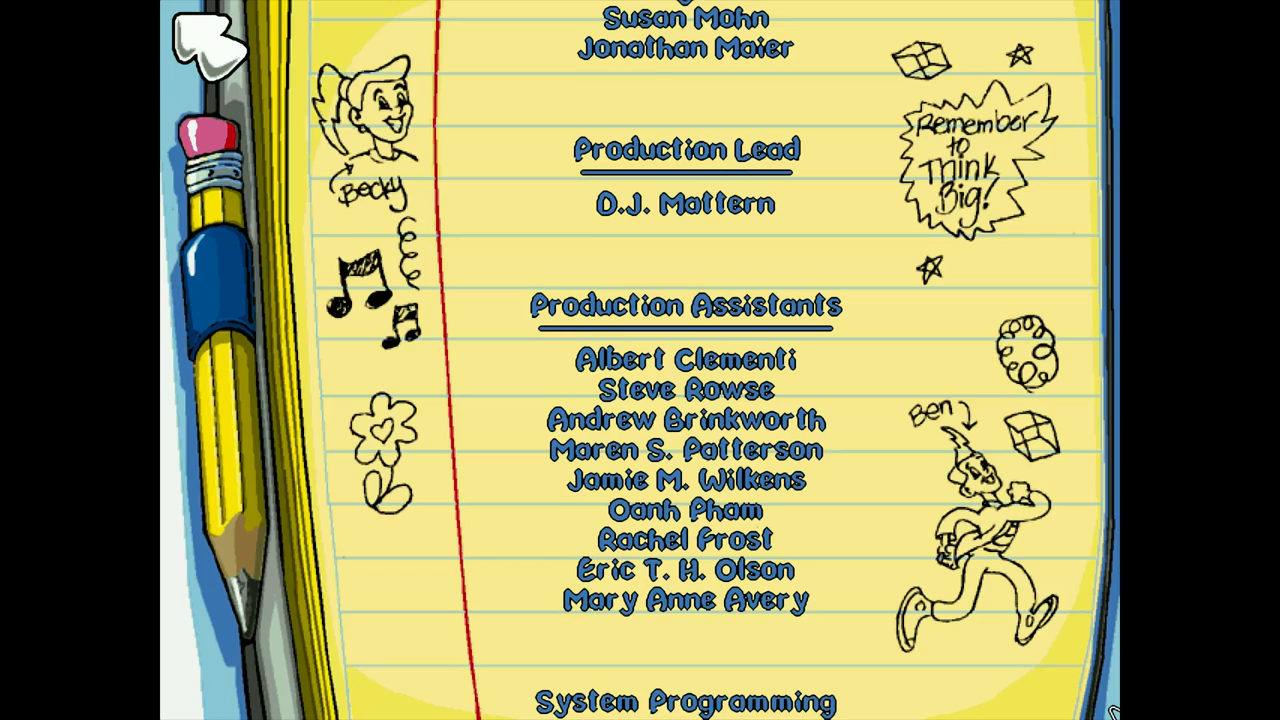 Susan Mohn
Jonathan Maier
Production Lead
D.J. Mattern
Production Assistants
Albert Clementi
Steve Rowse
Andrew Brinkworth
Maren S. Patterson
Jamie M. Wilkens
Oanh Pham
Rachel Frost
Eric T. H. Olson
Mary Anne Avery
System Programming
Becky
Remember
to
Think
Big!
Ben